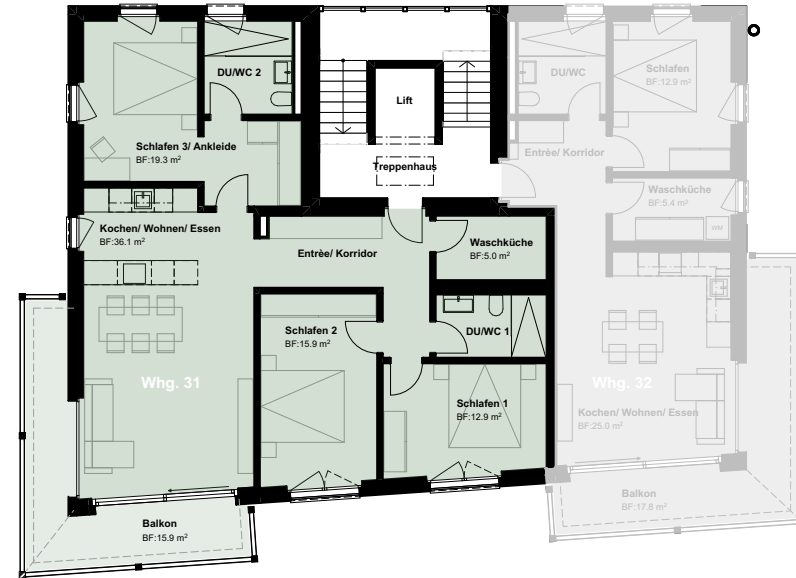 DU/WC 2
Lift
DU/WC
Schlafen
BF:12.9 m²
Schlafen 3/ Ankleide
BF:19.3 m²
Treppenhaus
Entrèe/ Korridor
Waschküche
BF:5.4 m²
WM
Kochen/ Wohnen/ Essen
BF:36.1 m²
Entrèe/ Korridor
Waschküche
BF:5.0 m²
Schlafen 2
BF:15.9 m²
DU/WC 1
Whg. 31
Schlafen 1
BF:12.9 m²
Whg. 32
Kochen/ Wohnen/ Essen
BF:25.0 m²
Balkon
BF:15.9 m²
Balkon
BF:17.8 m²